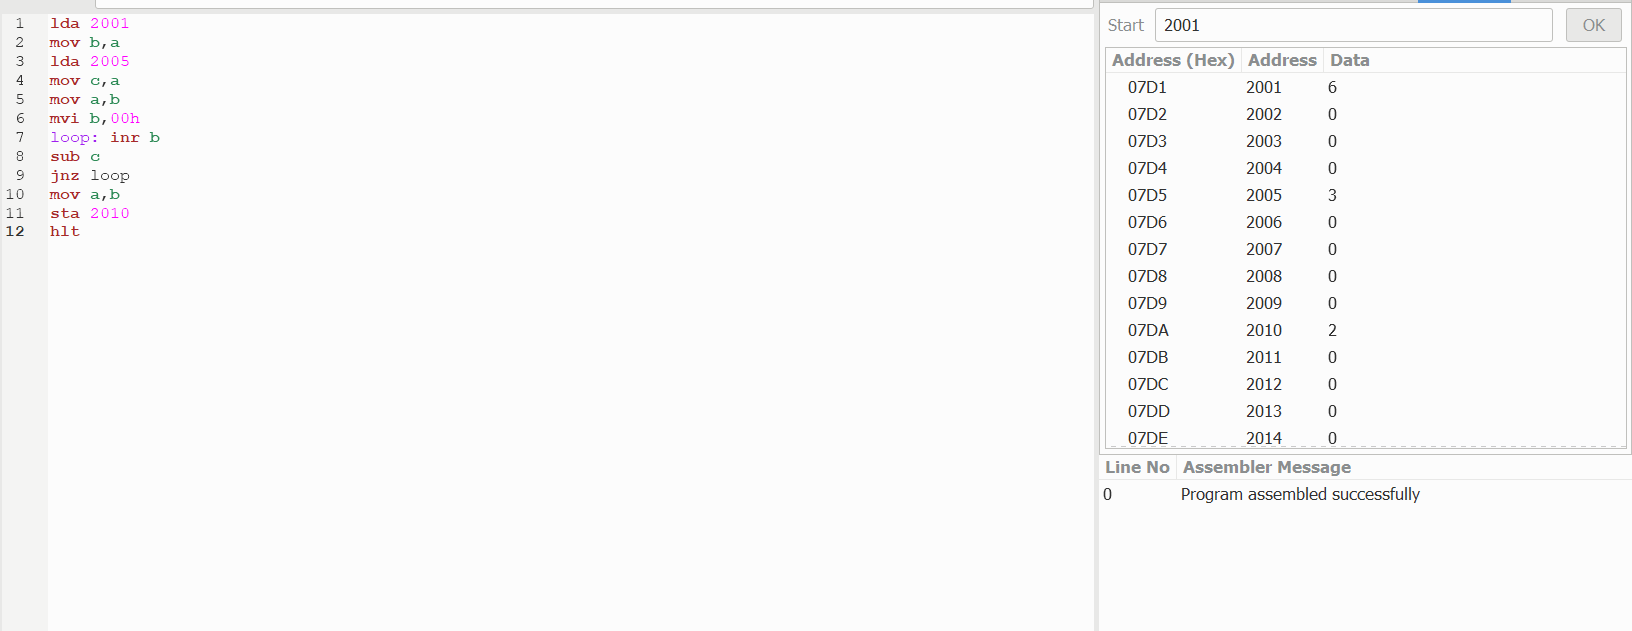 1 lda 2001
2 mov b,a
3 lda 2005
4 mov c,a
5 mov a,b
6 mvi b,00h
7 loop: inr b
8 sub c
9 jnz loop
10 mov a,b
11 sta 2010
12 hlt
Start 2001 OK
Address (Hex) Address Data
07D1 2001 6
07D2 2002 0
07D3 2003 0
07D4 2004 0
07D5 2005 3
07D6 2006 0
07D7 2007 0
07D8 2008 0
07D9 2009 0
07DA 2010 2
07DB 2011 0
07DC 2012 0
07DD 2013 0
07DE 2014 0
Line No Assembler Message
0 Program assembled successfully